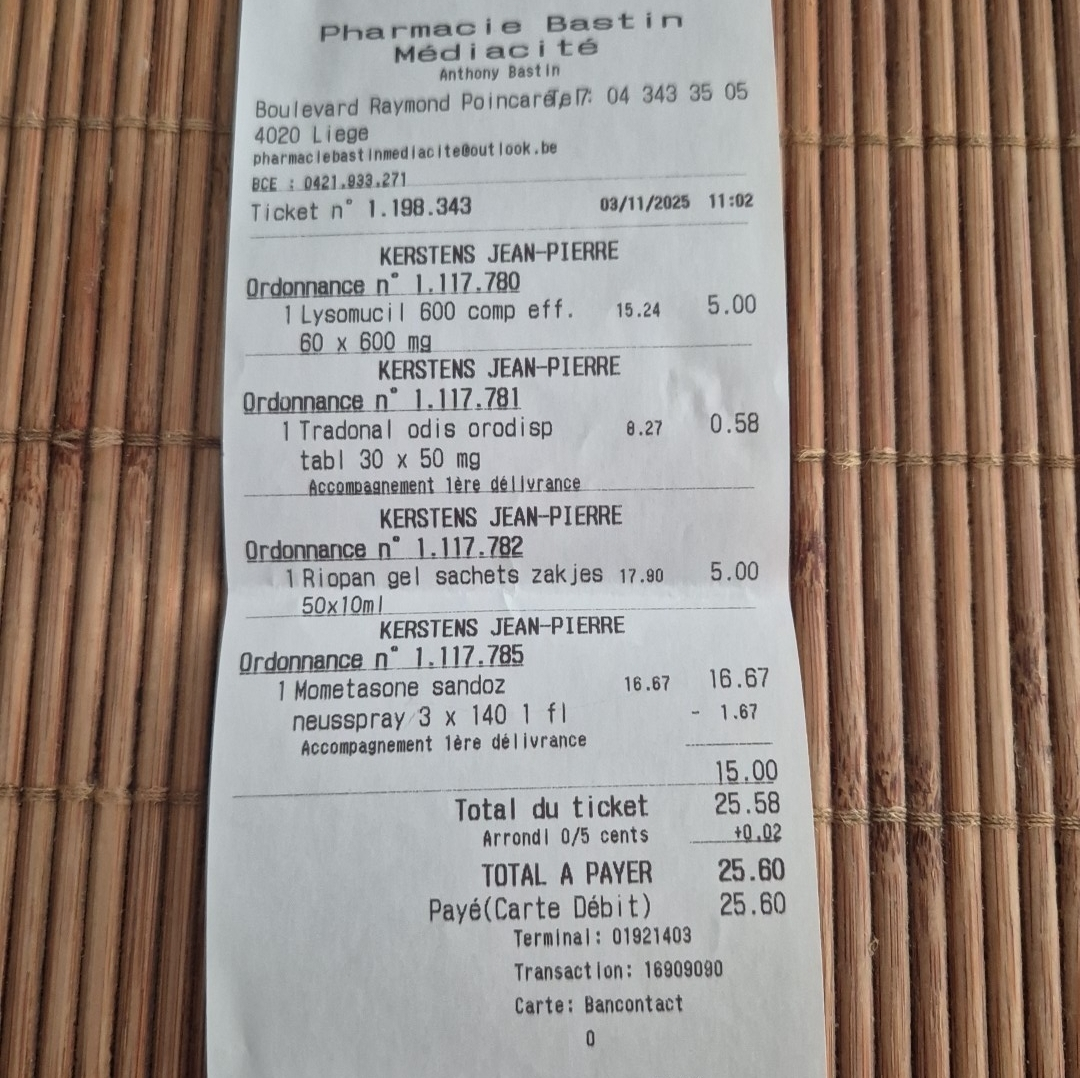 Pharmacie Bastin
Médiacité
Anthony Bastin
Boulevard Raymond Poincaré 17 Tel: 04 343 35 05
4020 Liege
pharmaciebastinmediacite@outlook.be
BCE : 0421.933.271
Ticket n° 1.198.343 03/11/2025 11:02
KERSTENS JEAN-PIERRE
Ordonnance n° 1.117.780
1 Lysomucil 600 comp eff. 15.24 5.00
60 x 600 mg
KERSTENS JEAN-PIERRE
Ordonnance n° 1.117.781
1 Tradonal odis orodisp 8.27 0.58
tabl 30 x 50 mg
Accompagnement 1ère délivrance
KERSTENS JEAN-PIERRE
Ordonnance n° 1.117.782
1 Riopan gel sachets zakjes 17.90 5.00
50x10ml
KERSTENS JEAN-PIERRE
Ordonnance n° 1.117.785
1 Mometasone sandoz 16.67 16.67
neusspray 3 x 140 1 fl - 1.67
Accompagnement 1ère délivrance
15.00
Total du ticket 25.58
Arrondi 0/5 cents +0.02
TOTAL A PAYER 25.60
Payé(Carte Débit) 25.60
Terminal: 01921403
Transaction: 16909090
Carte: Bancontact
0